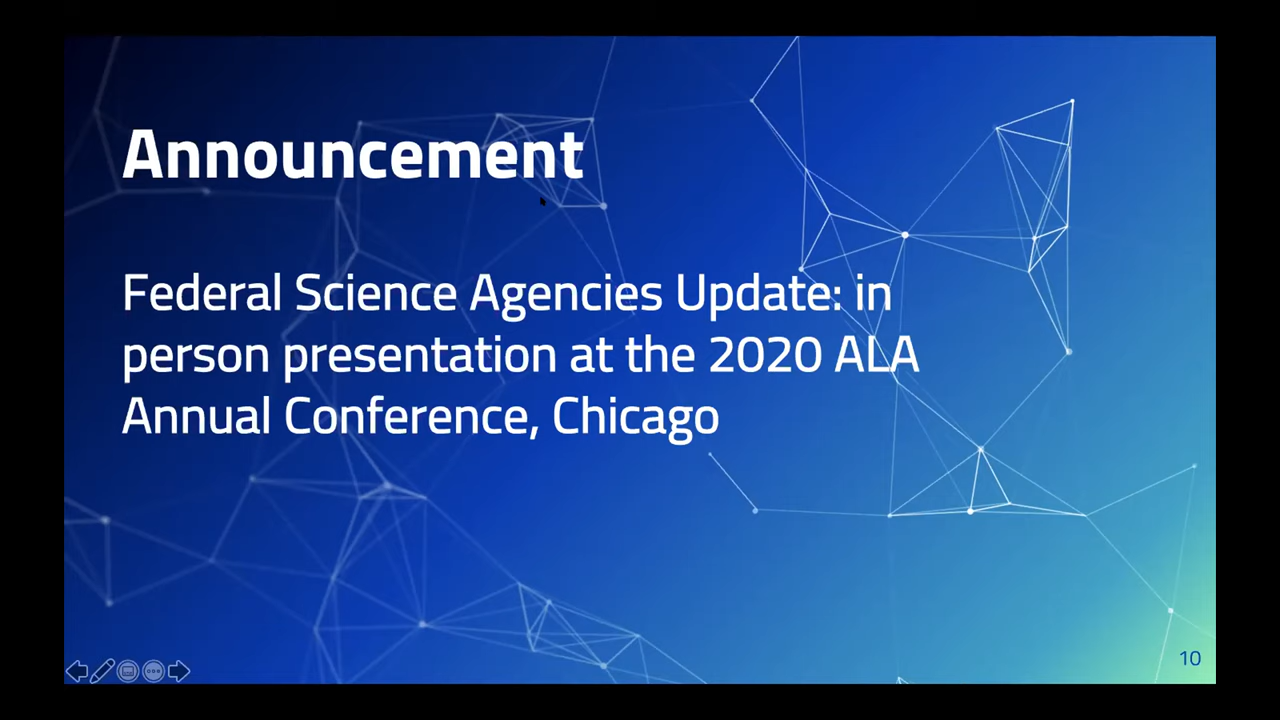 Announcement
Federal Science Agencies Update: in
person presentation at the 2020 ALA
Annual Conference, Chicago
10